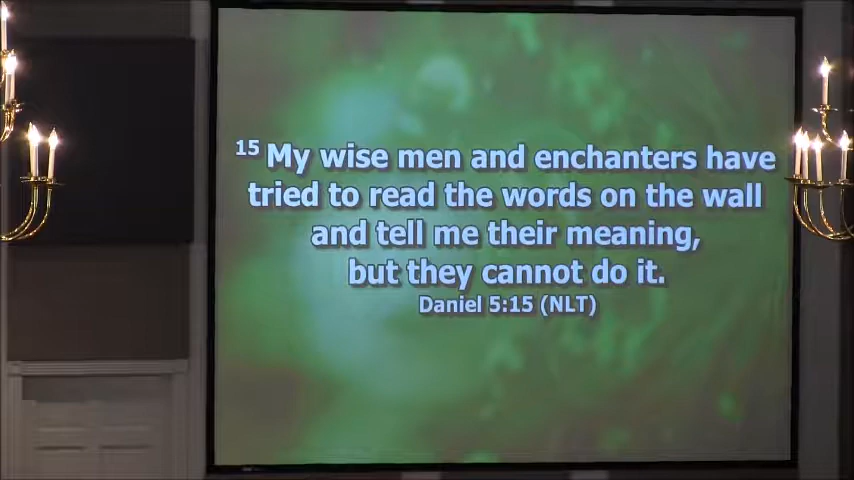 15 My wise men and enchanters have
tried to read the words on the wall
and tell me their meaning,
but they cannot do it.
Daniel 5:15 (NLT)